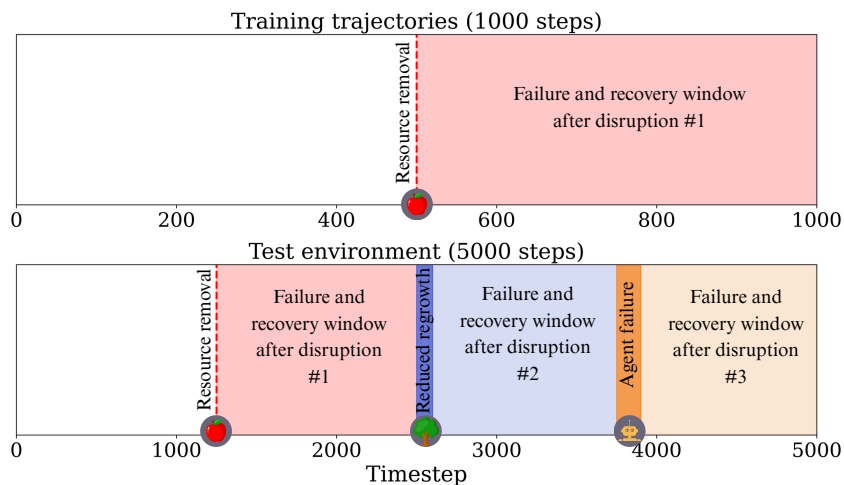 Training trajectories (1000 steps)
Resource removal
Failure and recovery window
after disruption #1
0 200 400 600 800 1000
Test environment (5000 steps)
Resource removal
Failure and
recovery window
after disruption
#1
Reduced regrowth
Failure and
recovery window
after disruption
#2
Agent failure
Failure and
recovery window
after disruption
#3
0 1000 2000 3000 4000 5000
Timestep